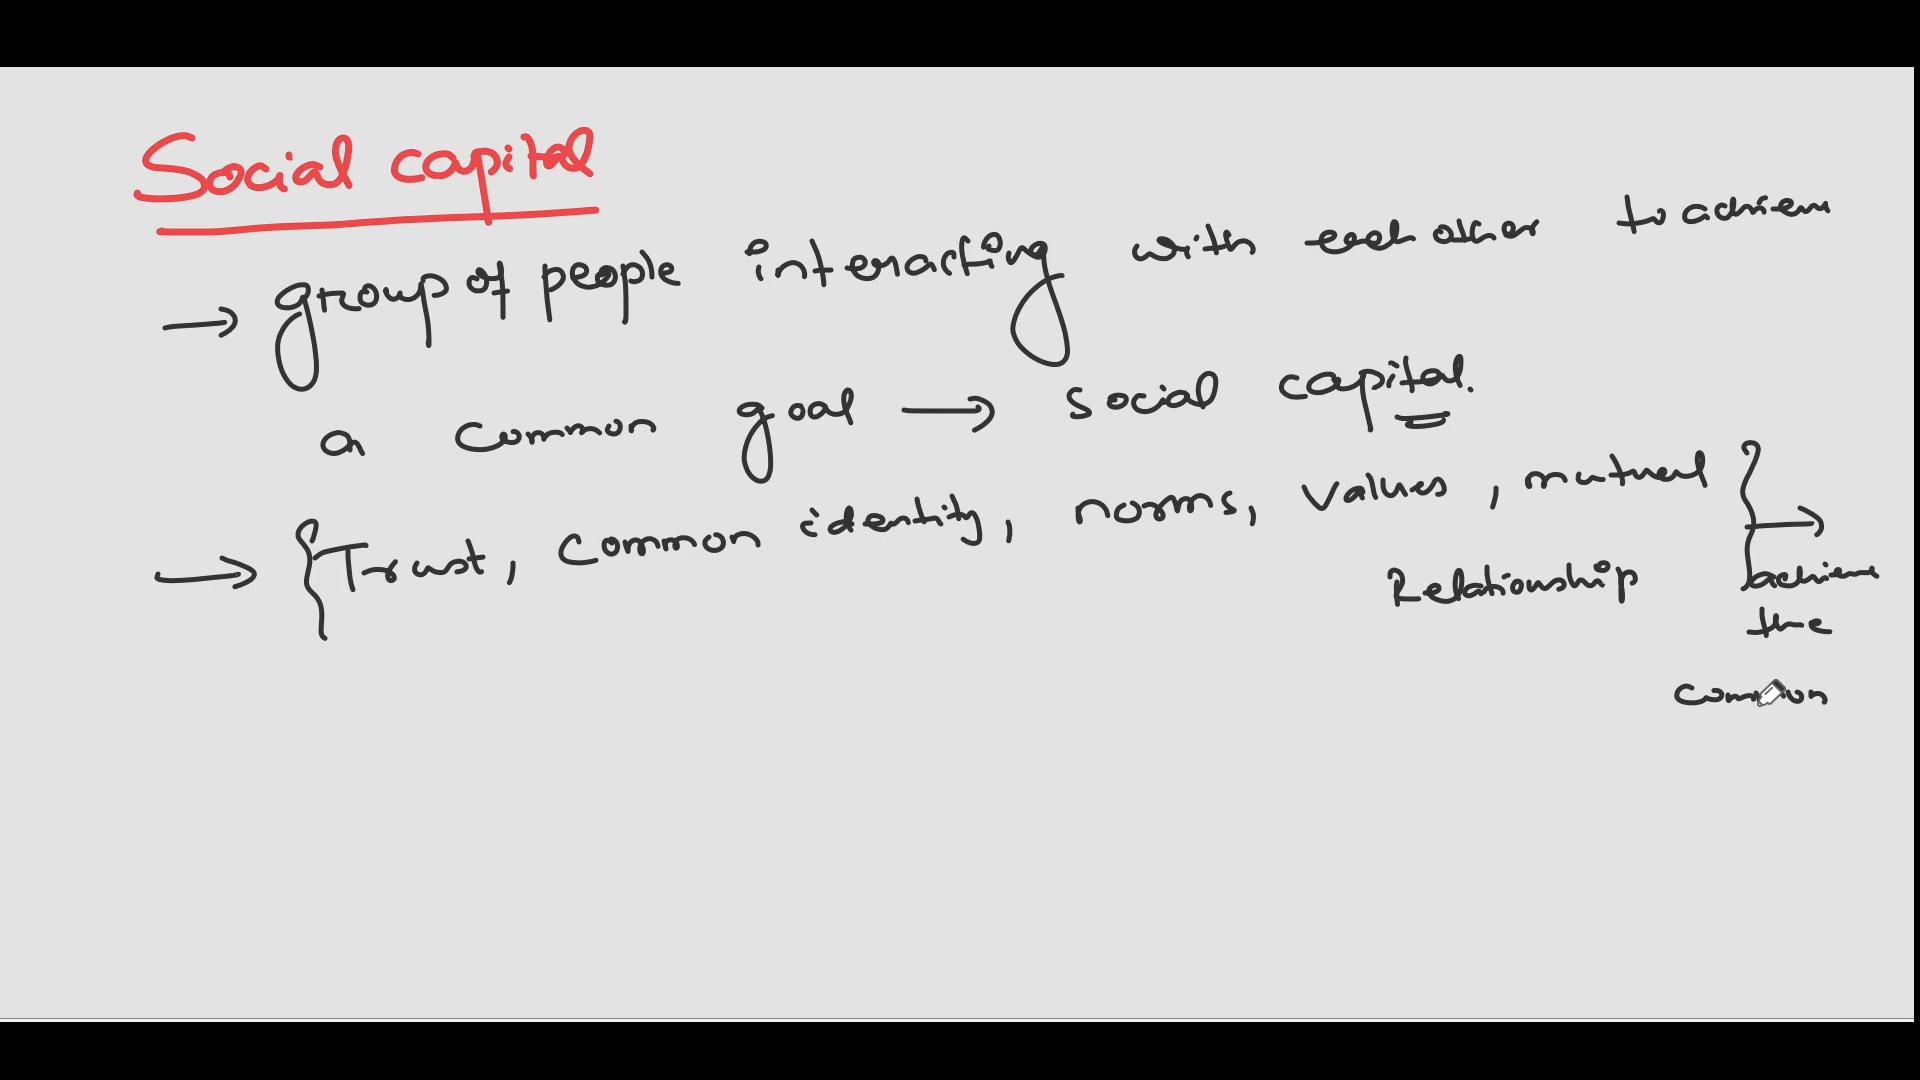 Social capital
→ group of people interacting with each other to achieve
a common goal → social capital.
→ { Trust, common identity, norms, values, mutual } →
Relationship achieve
the
common